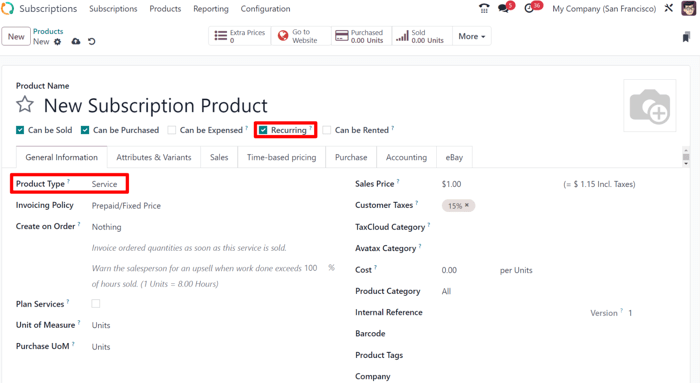 Subscriptions Subscriptions Products Reporting Configuration 5 36 My Company (San Francisco)
New Products New Extra Prices 0 Go to Website Purchased 0.00 Units Sold 0.00 Units More
Product Name
New Subscription Product
Can be Sold Can be Purchased Can be Expensed ? Recurring ? Can be Rented ?
General Information Attributes & Variants Sales Time-based pricing Purchase Accounting eBay
Product Type ? Service Sales Price ? $1.00 (= $ 1.15 Incl. Taxes)
Invoicing Policy Prepaid/Fixed Price Customer Taxes ? 15% ×
Create on Order ? Nothing TaxCloud Category ?
Invoice ordered quantities as soon as this service is sold. Avatax Category ?
Warn the salesperson for an upsell when work done exceeds 100 % Cost ? 0.00 per Units
of hours sold. (1 Units = 8.00 Hours) Product Category All
Plan Services ? Internal Reference Version ? 1
Unit of Measure ? Units Barcode
Purchase UoM ? Units Product Tags
Company